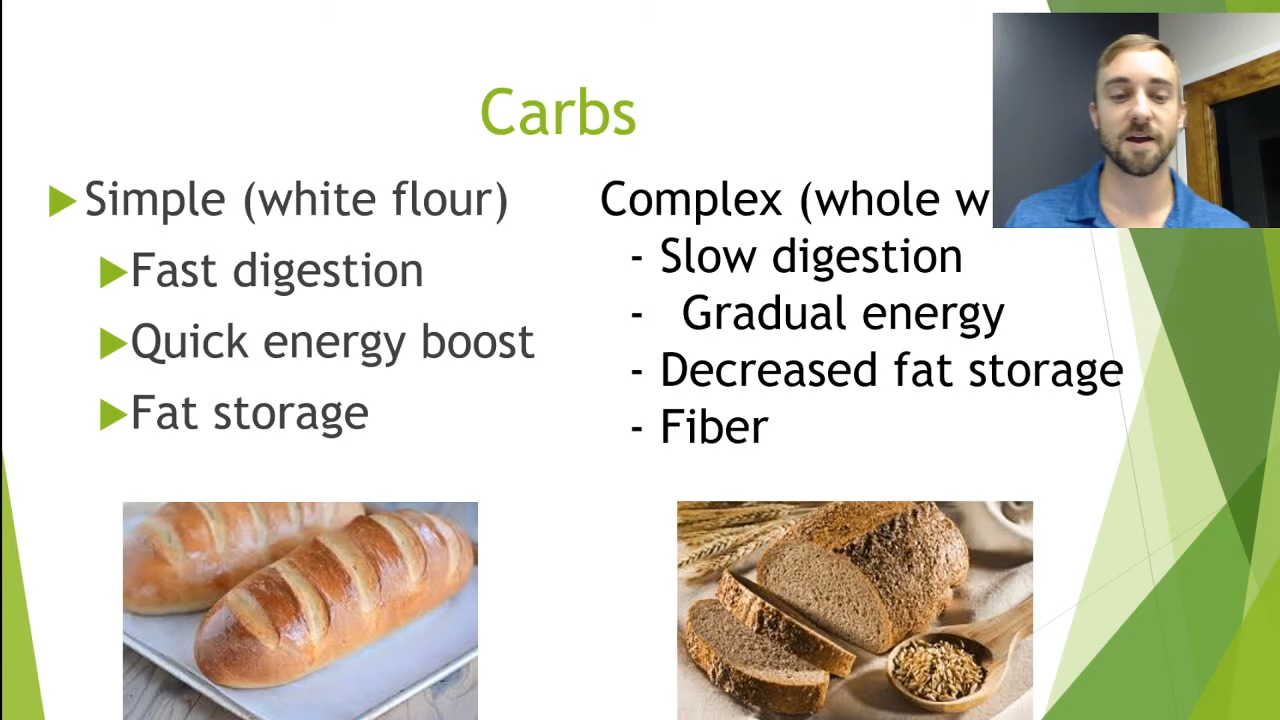 Carbs
Simple (white flour)
Fast digestion
Quick energy boost
Fat storage
Complex (whole
- Slow digestion
- Gradual energy
- Decreased fat storage
- Fiber